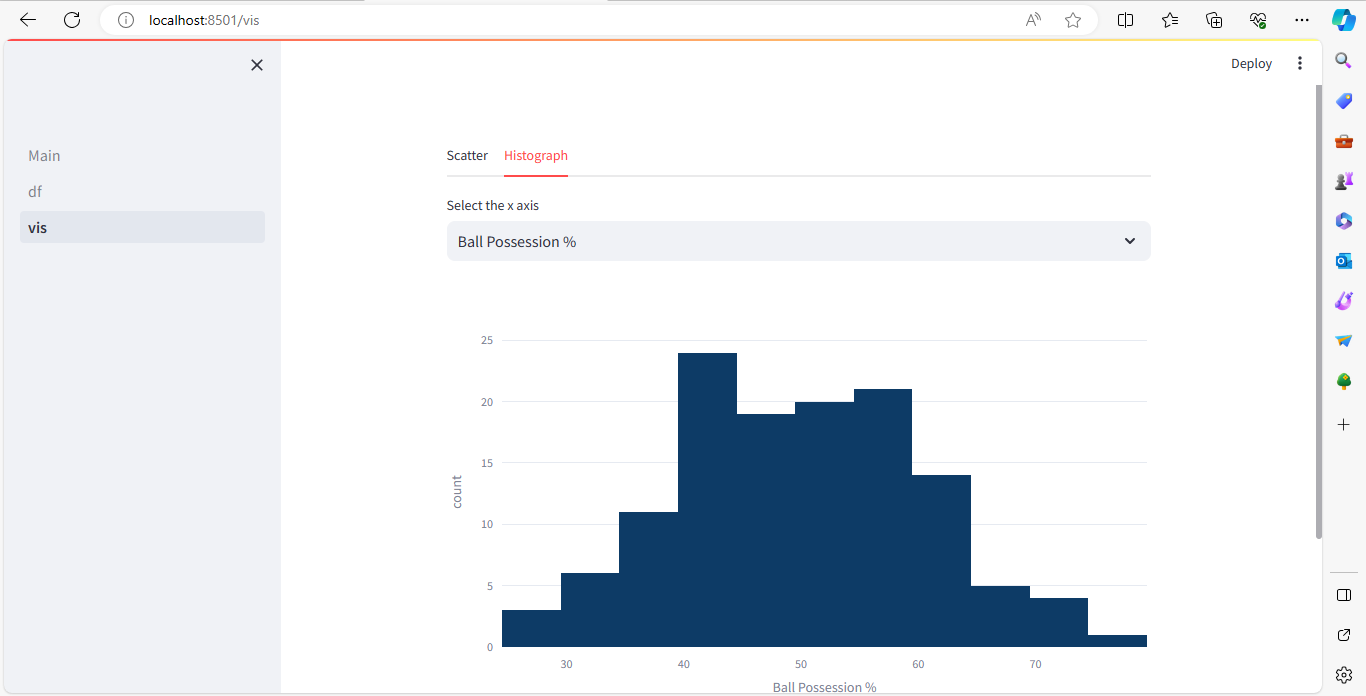 localhost:8501/vis
Deploy
Main
df
vis
Scatter Histograph
Select the x axis
Ball Possession %
25
20
15
10
5
0
count
30 40 50 60 70
Ball Possession %